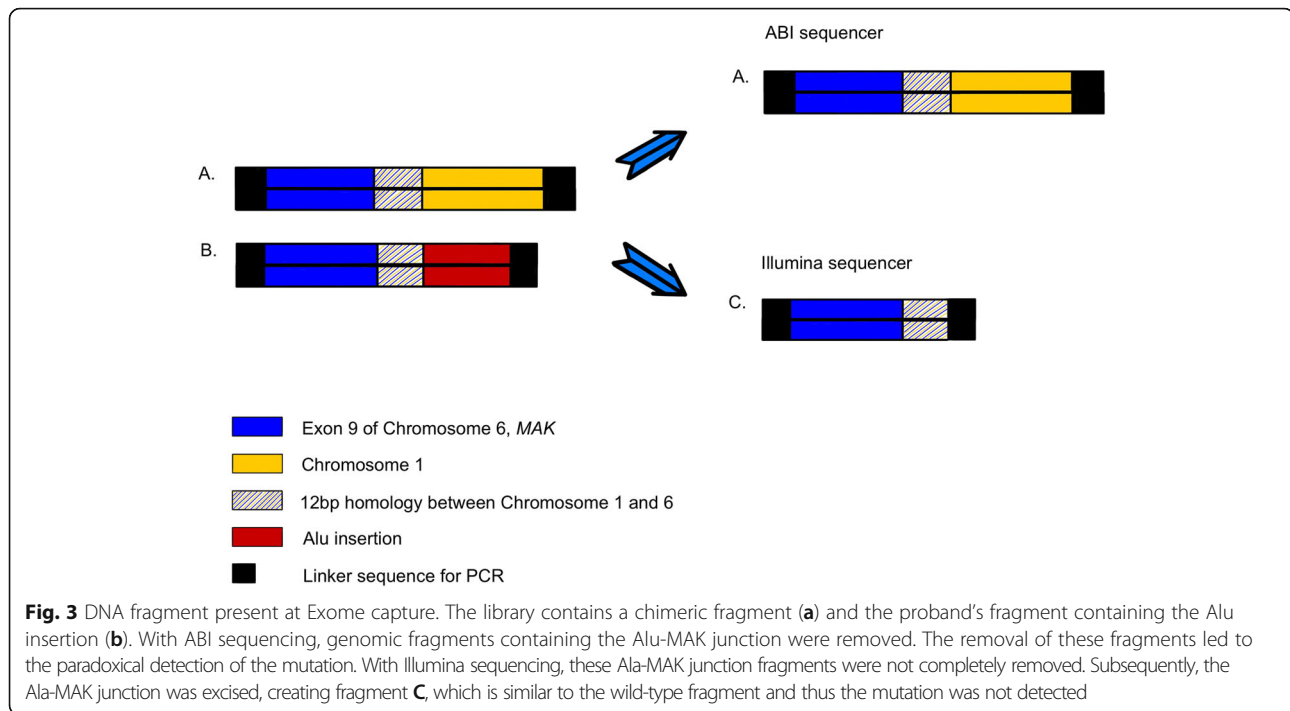 ABI sequencer
A.
A.
B.
Illumina sequencer
C.
Exon 9 of Chromosome 6, MAK
Chromosome 1
12bp homology between Chromosome 1 and 6
Alu insertion
Linker sequence for PCR
Fig. 3 DNA fragment present at Exome capture. The library contains a chimeric fragment (a) and the proband's fragment containing the Alu
insertion (b). With ABI sequencing, genomic fragments containing the Alu-MAK junction were removed. The removal of these fragments led to
the paradoxical detection of the mutation. With Illumina sequencing, these Ala-MAK junction fragments were not completely removed. Subsequently, the
Ala-MAK junction was excised, creating fragment C, which is similar to the wild-type fragment and thus the mutation was not detected